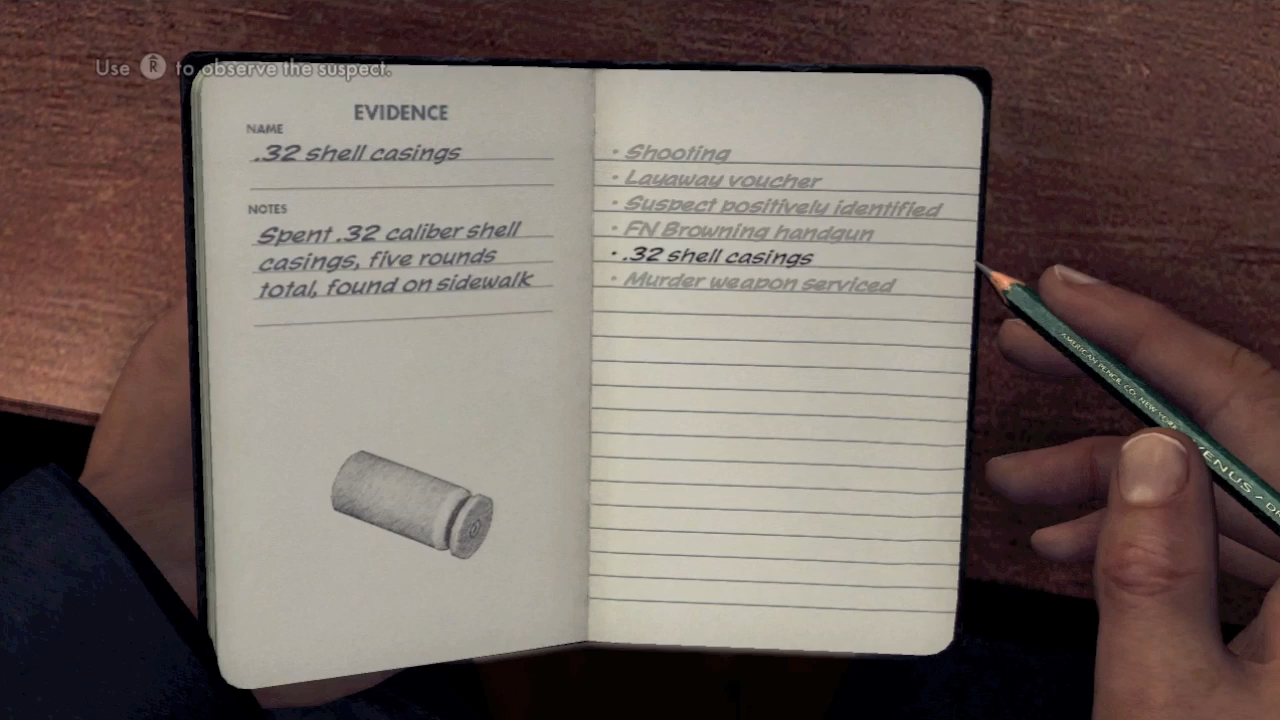 Use R to observe the suspect.
EVIDENCE
NAME
.32 shell casings
NOTES
Spent .32 caliber shell
casings, five rounds
total, found on sidewalk
• Shooting
• Layaway voucher
• Suspect positively identified
• FN Browning handgun
• .32 shell casings
• Murder weapon serviced
AMERICAN PENCIL CO. NEW YORK
VENUS /